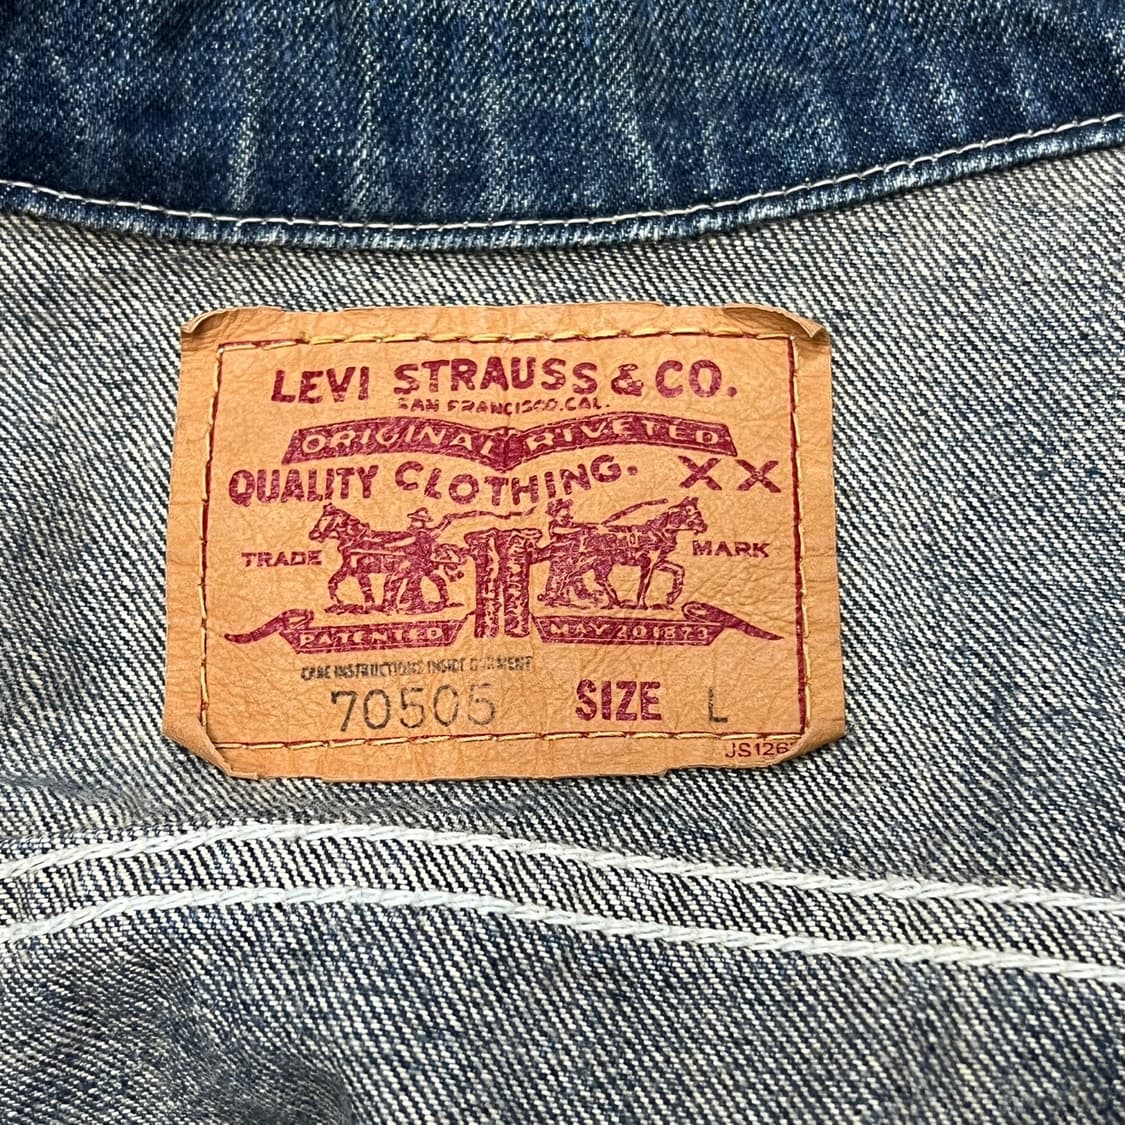 LEVI STRAUSS & CO.
SAN FRANCISCO, CAL.
ORIGINAL RIVETED
QUALITY CLOTHING. XX
TRADE MARK
PATENTED MAY 20 1873
CARE INSTRUCTIONS INSIDE GARMENT
70505 SIZE L
JS126